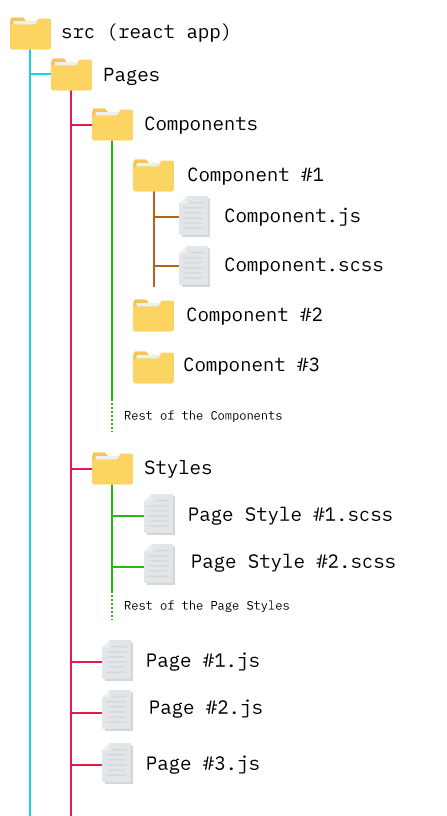 src (react app)
Pages
Components
Component #1
Component.js
Component.scss
Component #2
Component #3
Rest of the Components
Styles
Page Style #1.scss
Page Style #2.scss
Rest of the Page Styles
Page #1.js
Page #2.js
Page #3.js